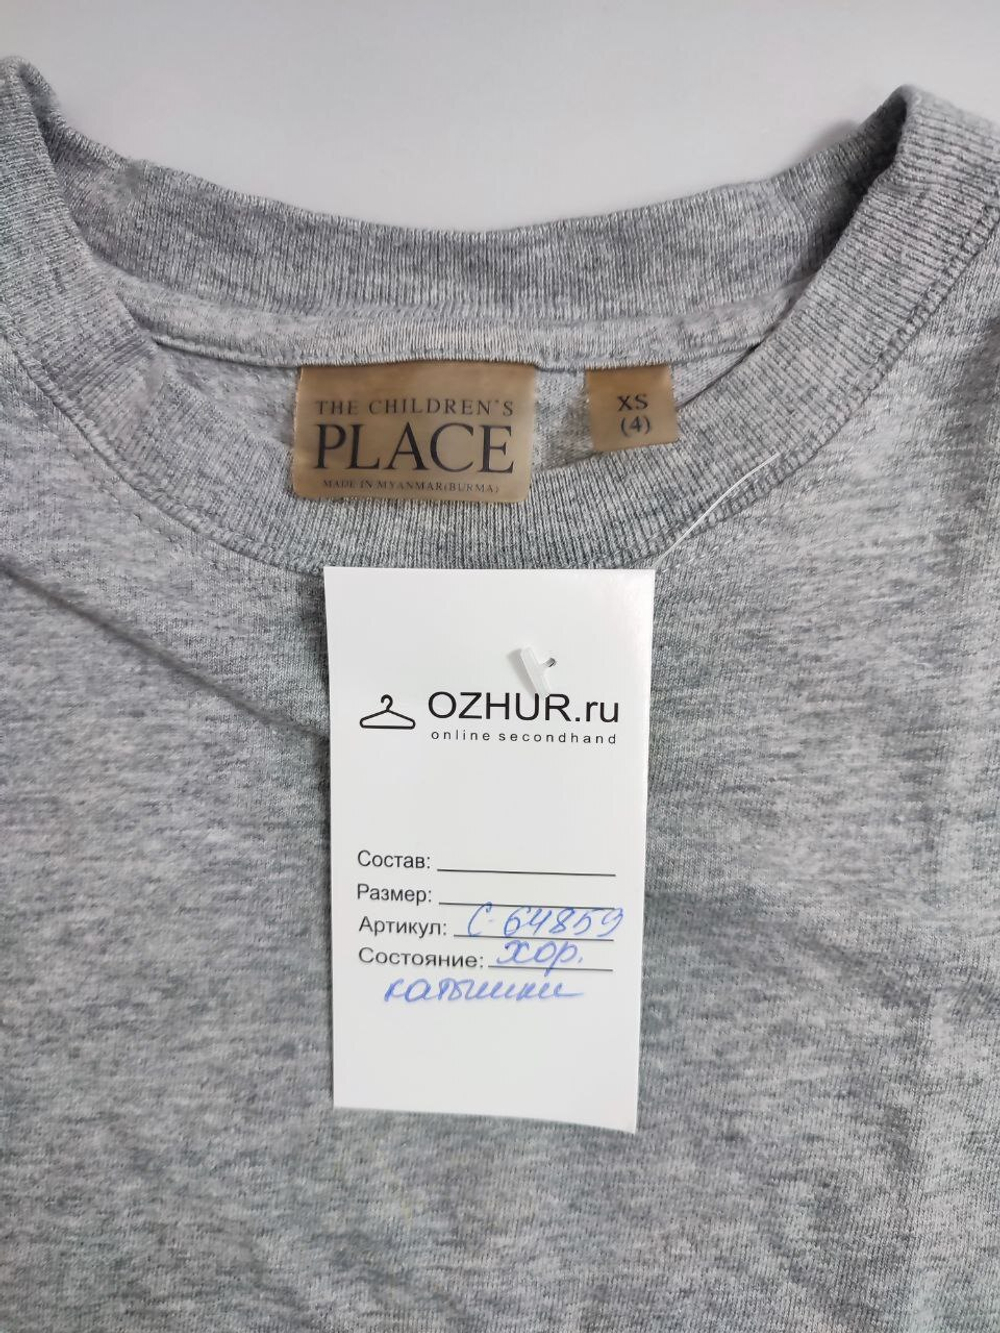 THE CHILDREN'S
PLACE
MADE IN MYANMAR(BURMA)
XS
(4)
OZHUR.ru
online secondhand
Состав:
Размер:
Артикул: С-64859
Состояние: хор.
катышки